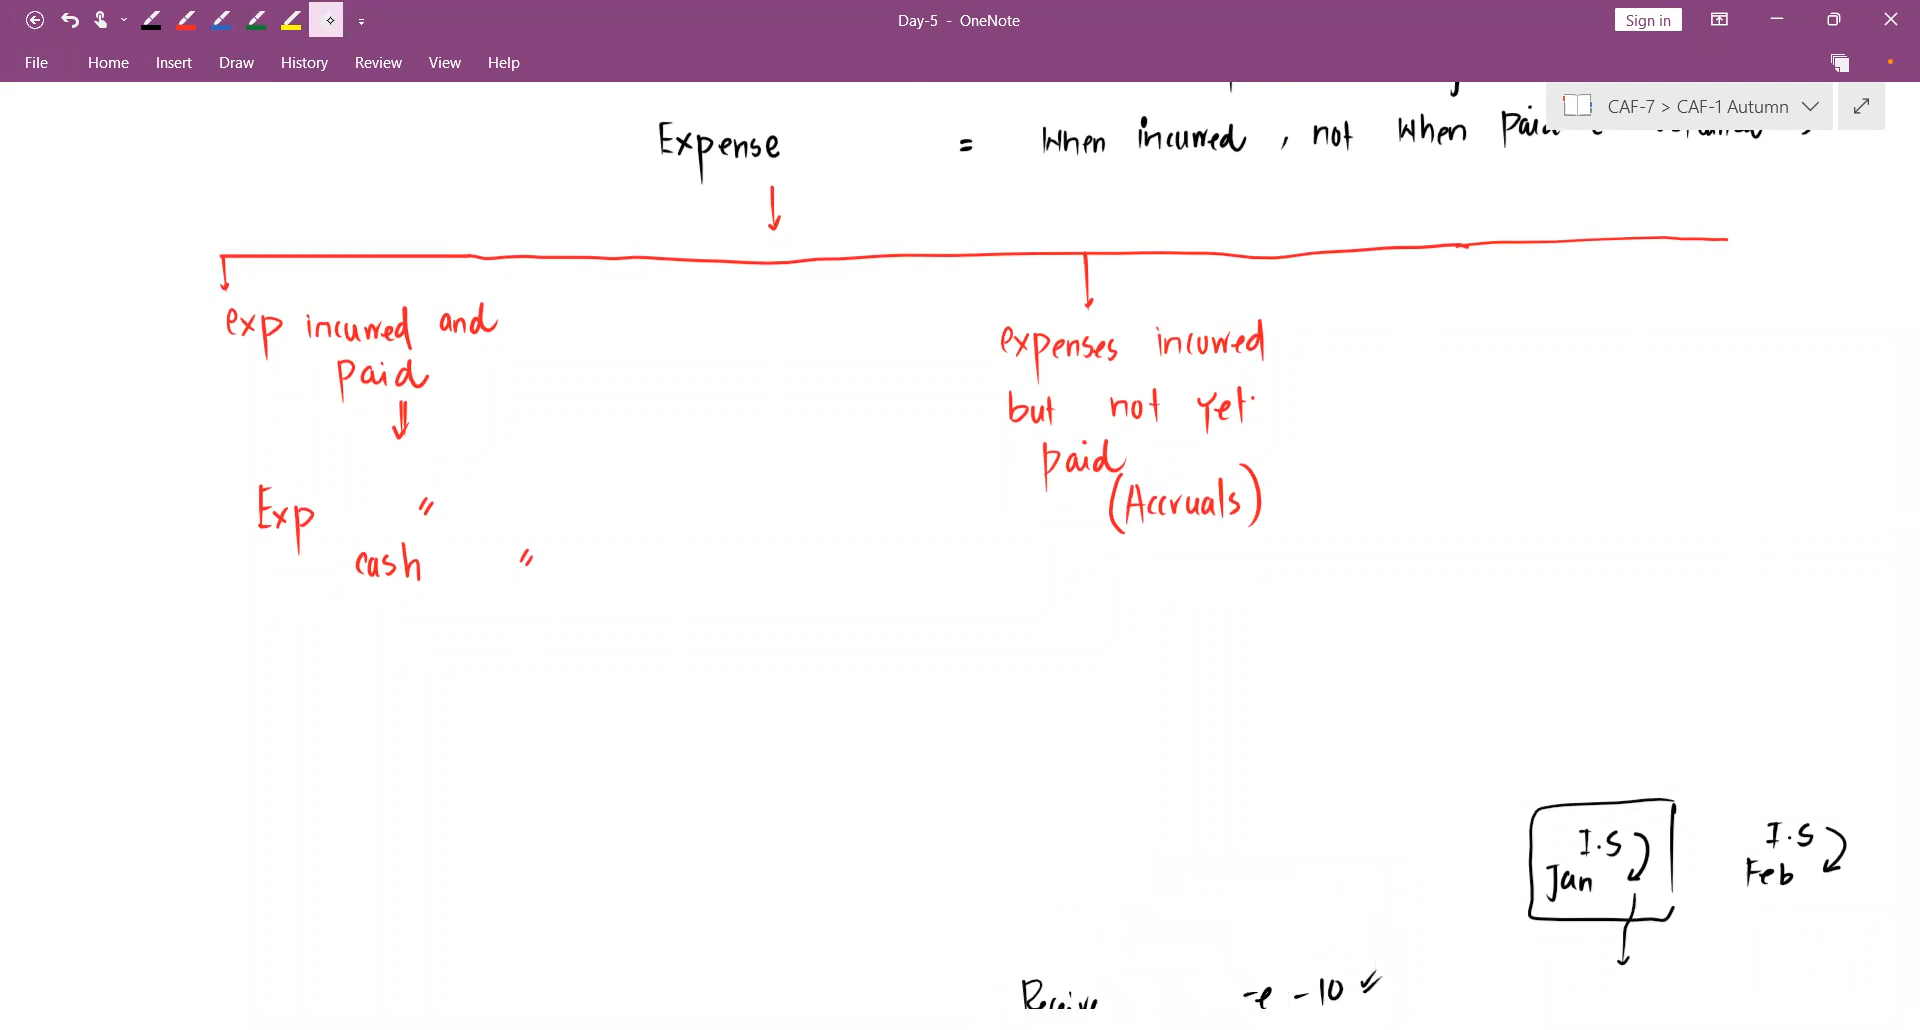 Day-5 - OneNote
Sign in
File Home Insert Draw History Review View Help
CAF-7 > CAF-1 Autumn
Expense = When incurred, not when paid
exp incurred and
paid
Exp "
cash "
expenses incurred
but not yet
paid
(Accruals)
I.S
Jan
I.S
Feb
Receive -10